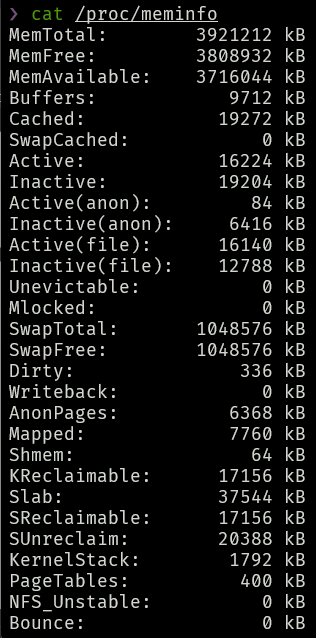 ❯ cat /proc/meminfo
MemTotal:        3921212 kB
MemFree:         3808932 kB
MemAvailable:    3716044 kB
Buffers:            9712 kB
Cached:            19272 kB
SwapCached:            0 kB
Active:            16224 kB
Inactive:          19204 kB
Active(anon):         84 kB
Inactive(anon):     6416 kB
Active(file):      16140 kB
Inactive(file):    12788 kB
Unevictable:           0 kB
Mlocked:               0 kB
SwapTotal:       1048576 kB
SwapFree:        1048576 kB
Dirty:               336 kB
Writeback:             0 kB
AnonPages:          6368 kB
Mapped:             7760 kB
Shmem:                64 kB
KReclaimable:      17156 kB
Slab:              37544 kB
SReclaimable:      17156 kB
SUnreclaim:        20388 kB
KernelStack:        1792 kB
PageTables:          400 kB
NFS_Unstable:          0 kB
Bounce:                0 kB